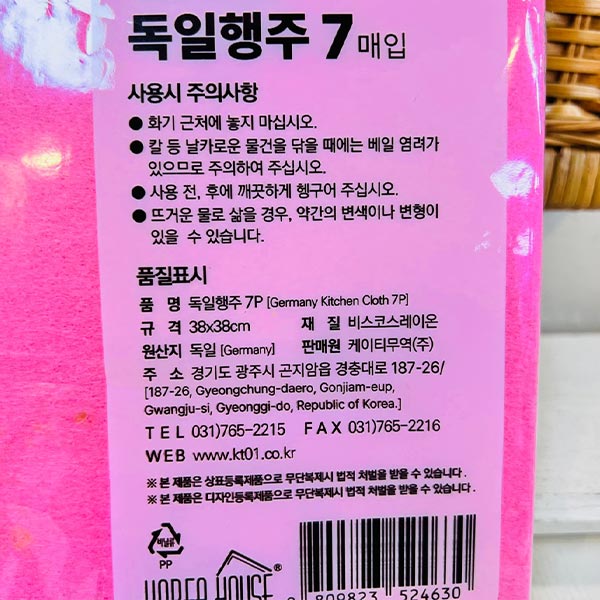 독일행주 7 매입
사용시 주의사항
● 화기 근처에 놓지 마십시오.
● 칼 등 날카로운 물건을 닦을 때에는 베일 염려가
있으므로 주의하여 주십시오.
● 사용 전, 후에 깨끗하게 헹구어 주십시오.
● 뜨거운 물로 삶을 경우, 약간의 변색이나 변형이
있을 수 있습니다.
품질표시
품 명 독일행주 7P [Germany Kitchen Cloth 7P]
규 격 38x38cm 재 질 비스코스레이온
원산지 독일 [Germany] 판매원 케이티무역(주)
주 소 경기도 광주시 곤지암읍 경충대로 187-26/
[187-26, Gyeongchung-daero, Gonjiam-eup,
Gwangju-si, Gyeonggi-do, Republic of Korea.]
TEL 031)765-2215 FAX 031)765-2216
WEB www.kt01.co.kr
※ 본 제품은 상표등록제품으로 무단복제시 법적 처벌을 받을 수 있습니다.
※ 본 제품은 디자인등록제품으로 무단복제시 법적 처벌을 받을 수 있습니다.
비닐류
PP
KOREA HOUSE ®
809823 524630